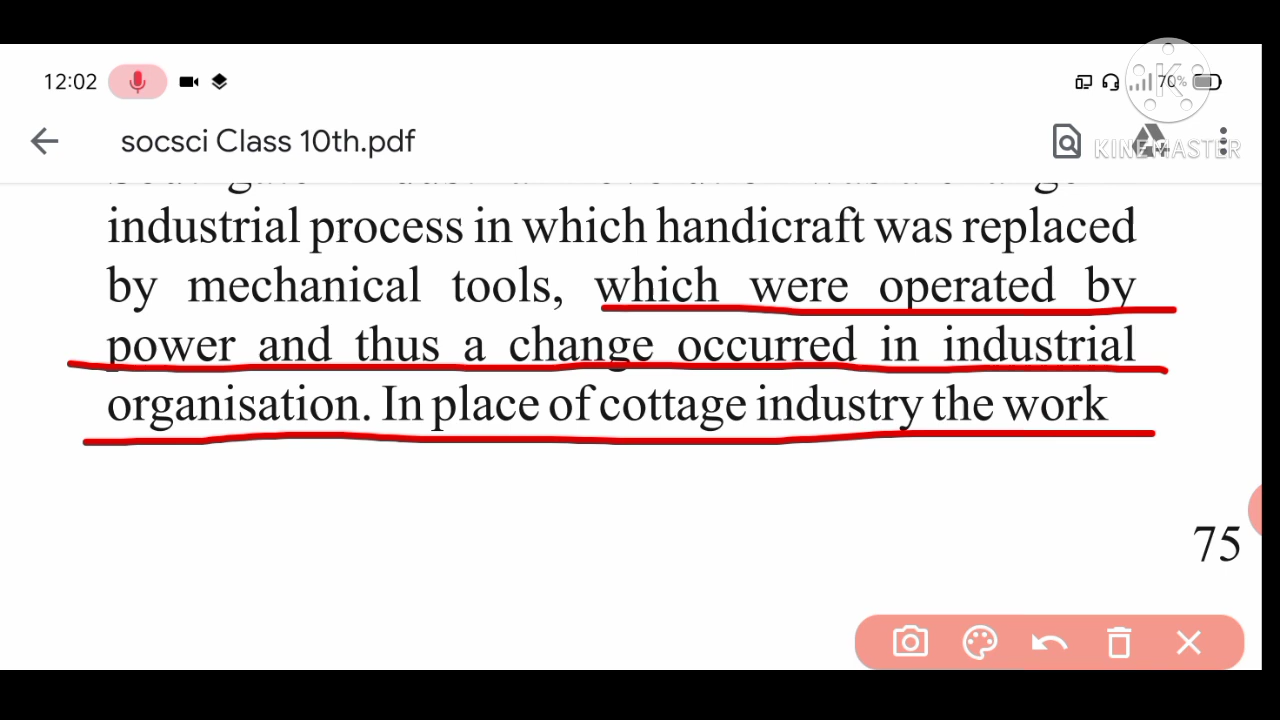 12:02
70%
socsci Class 10th.pdf
KINEMASTER
industrial process in which handicraft was replaced
by mechanical tools, which were operated by
power and thus a change occurred in industrial
organisation. In place of cottage industry the work
75